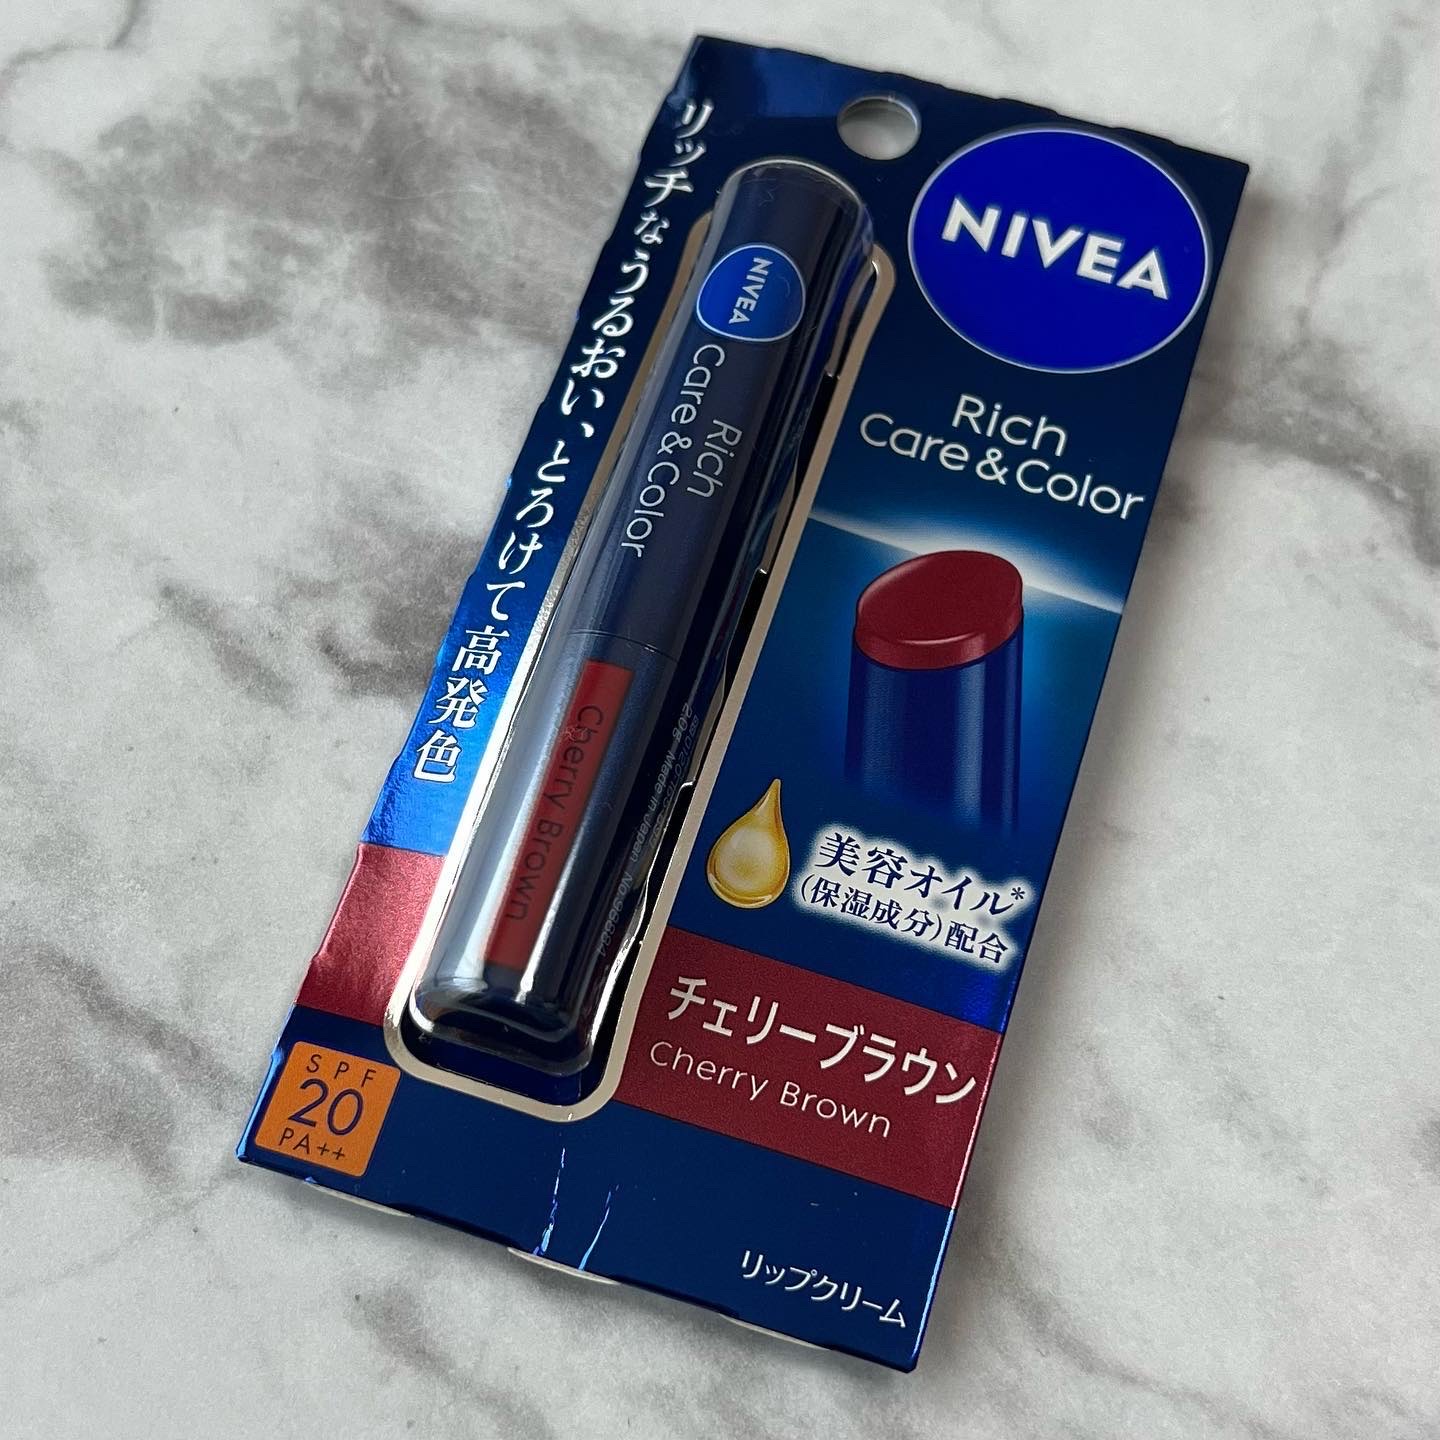 リッチなうるおい、とろけて高発色
NIVEA
Rich
Care&Color
Cherry Brown
Made in Japan
NIVEA
Rich
Care&Color
美容オイル*
(保湿成分)配合
チェリーブラウン
Cherry Brown
SPF
20
PA++
リップクリーム